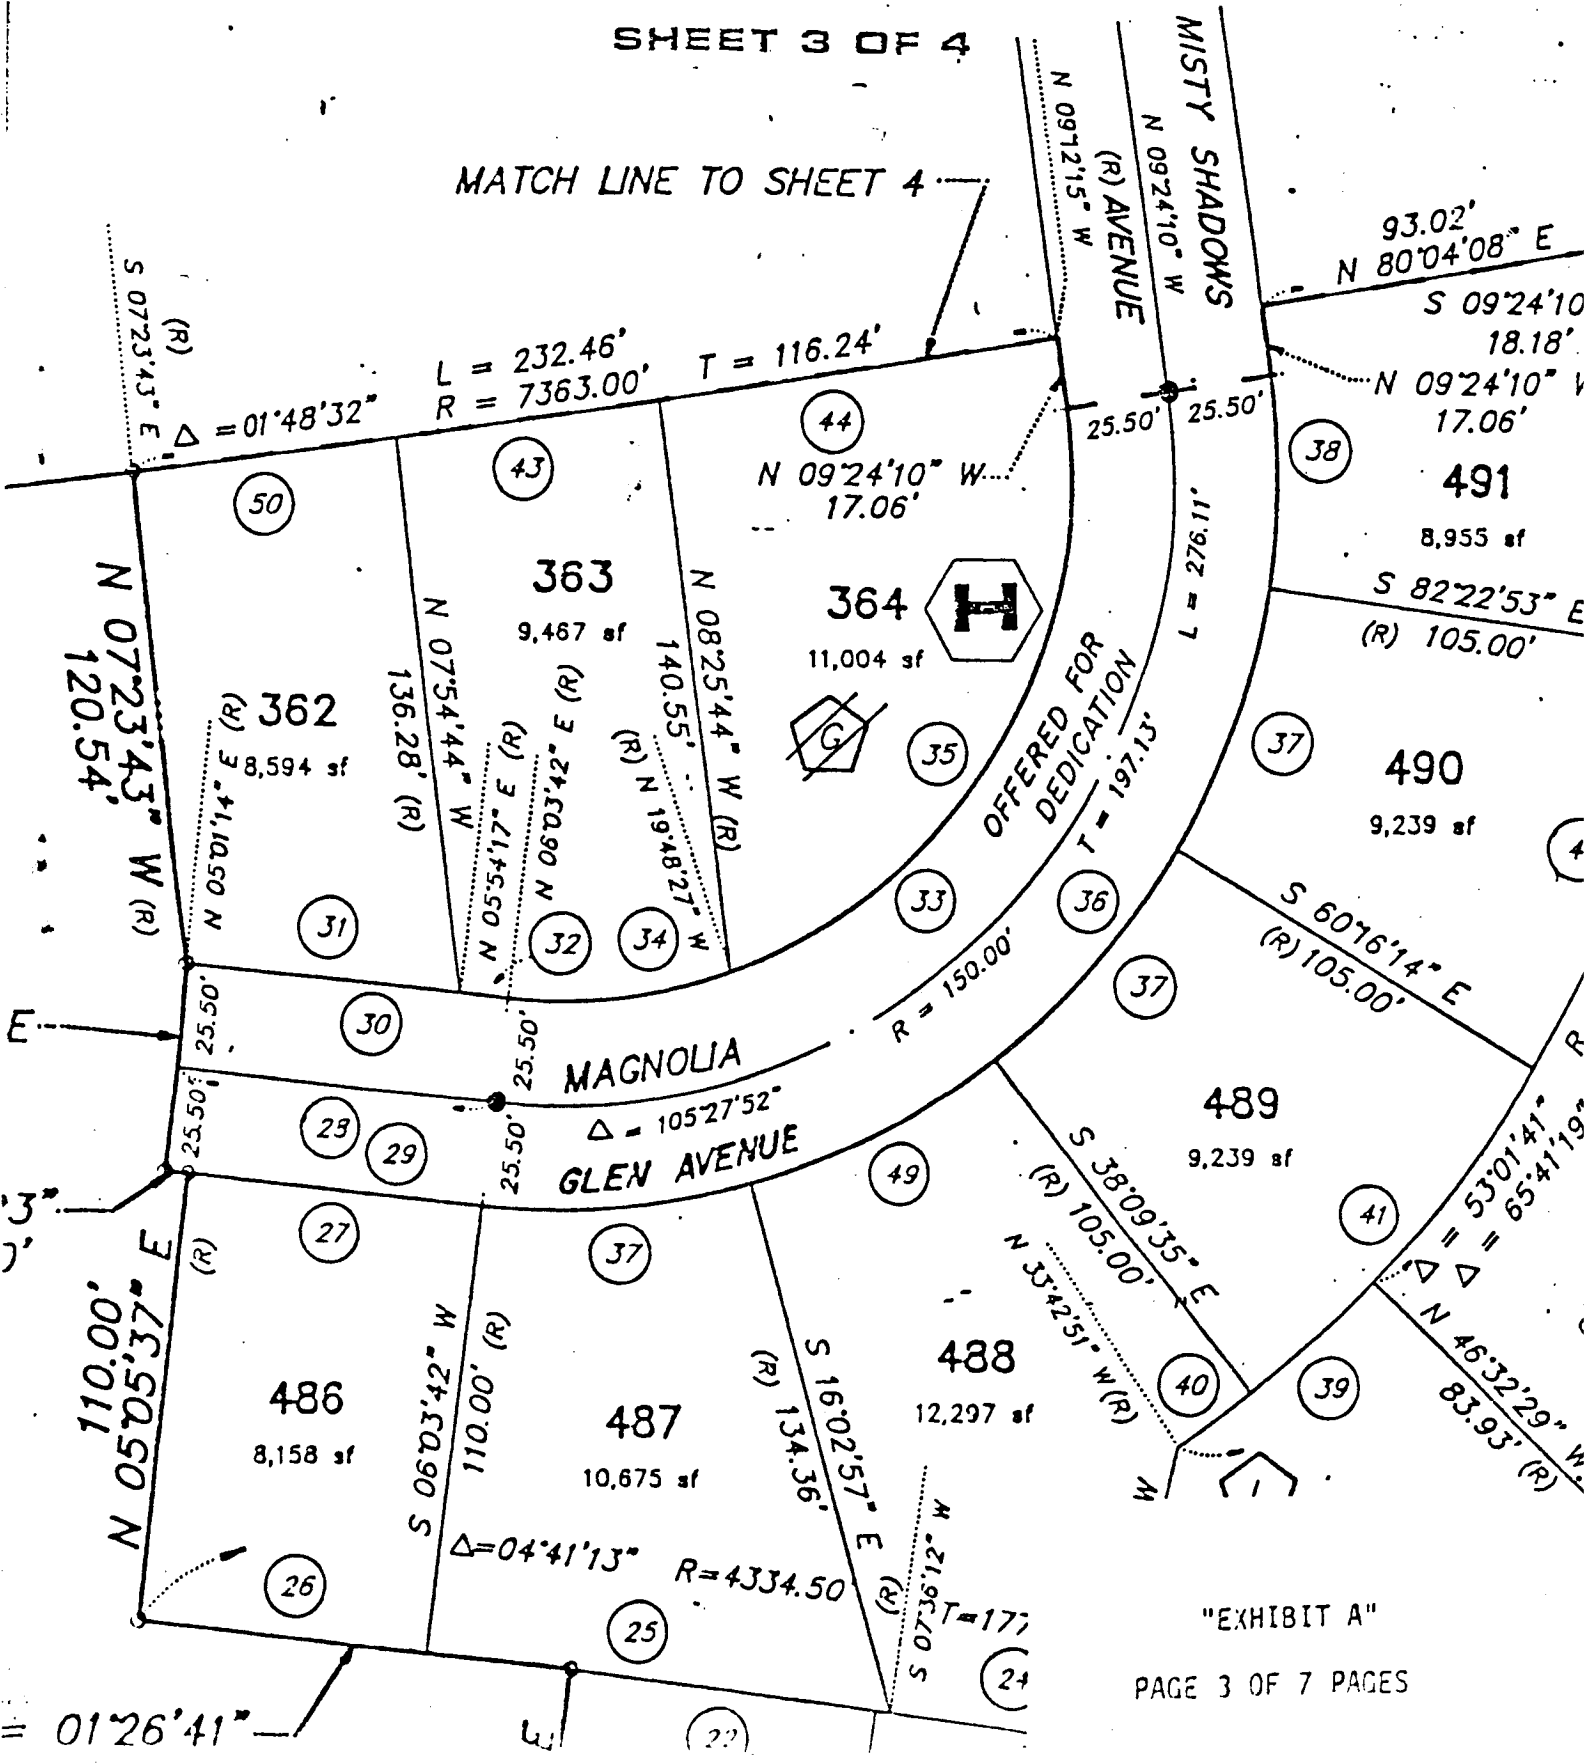 SHEET 3 OF 4
MATCH LINE TO SHEET 4
MISTY SHADOWS
(R) AVENUE
N 09°12'15" W
N 09°24'10" W
93.02'
N 80°04'08" E
S 09°24'10
18.18'
N 09°24'10" W
17.06'
S 07°23'43" E
(R)
Δ = 01°48'32"
L = 232.46'
R = 7363.00'
T = 116.24'
25.50'
25.50'
44
43
50
38
N 09°24'10" W
17.06'
491
8,955 sf
S 82°22'53" E
(R) 105.00'
363
9,467 sf
364
11,004 sf
H
G
362
8,594 sf
N 07°23'43" W (R)
120.54'
N 05°01'14" E (R)
N 07°54'44" W
136.28' (R)
N 05°54'17" E (R)
N 06°03'42" E (R)
N 08°25'44" W (R)
140.55'
(R) N 19°48'27" W
L = 276.11'
OFFERED FOR
DEDICATION
T = 197.13'
35
37
490
9,239 sf
4
31
32
34
33
36
S 60°16'14" E
(R) 105.00'
R = 150.00'
37
E
25.50'
25.50'
30
25.50'
25.50'
MAGNOLIA
Δ = 105°27'52"
GLEN AVENUE
28
29
489
9,239 sf
R
Δ = 53°01'41"
Δ = 65°41'19"
49
41
'3"
)'
27
37
S 38°09'35" E
(R) 105.00'
N 33°42'51" W (R)
N 05°05'37" E
110.00'
(R)
486
8,158 sf
S 06°03'42" W
110.00' (R)
487
10,675 sf
S 16°02'57" E
(R) 134.36'
(R)
488
12,297 sf
40
39
N 46°32'29" W
83.93' (R)
W
Δ=04°41'13"
R=4334.50'
T=177
S 07°36'12" W
26
25
24
22
E
= 01°26'41"
"EXHIBIT A"
PAGE 3 OF 7 PAGES